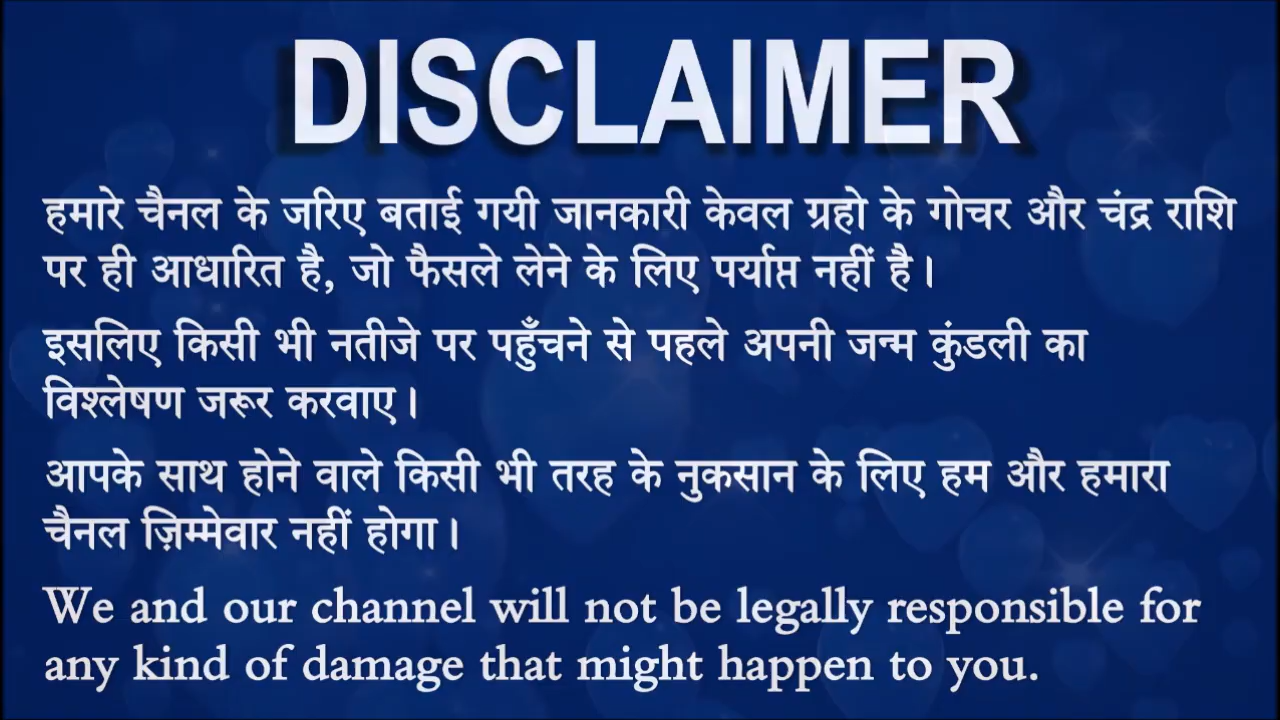 DISCLAIMER
हमारे चैनल के जरिए बताई गयी जानकारी केवल ग्रहो के गोचर और चंद्र राशि
पर ही आधारित है, जो फैसले लेने के लिए पर्याप्त नहीं है।
इसलिए किसी भी नतीजे पर पहुँचने से पहले अपनी जन्म कुंडली का
विश्लेषण जरूर करवाए।
आपके साथ होने वाले किसी भी तरह के नुकसान के लिए हम और हमारा
चैनल ज़िम्मेवार नहीं होगा।
We and our channel will not be legally responsible for
any kind of damage that might happen to you.